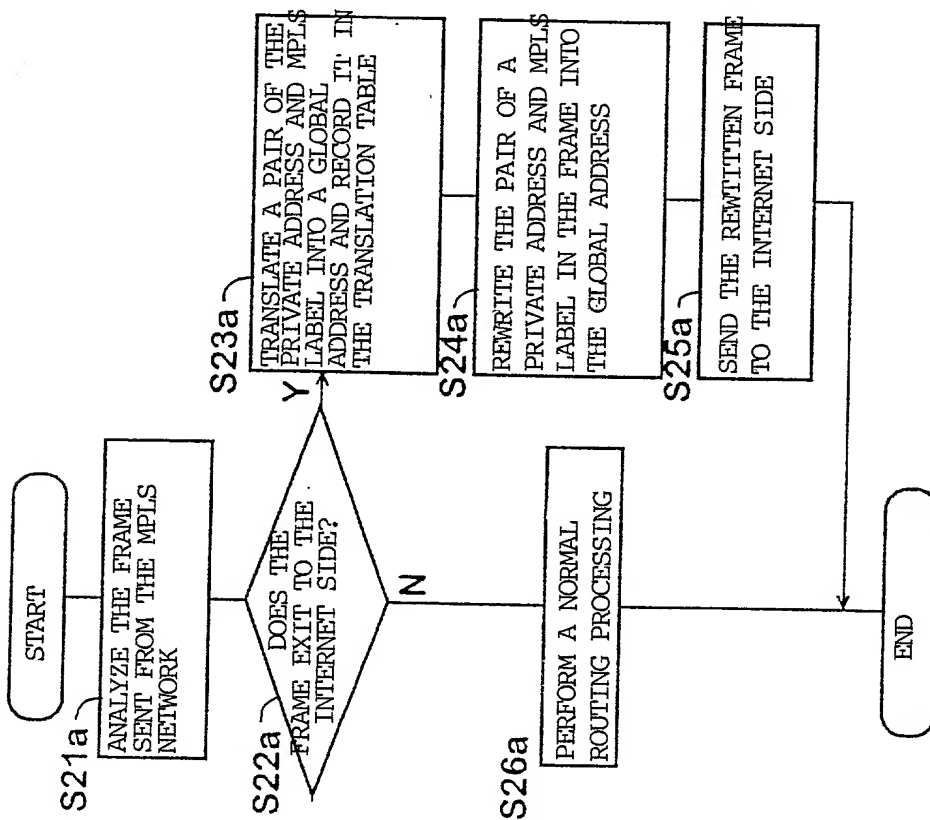 START
S21a
ANALYZE THE FRAME
SENT FROM THE MPLS
NETWORK
S22a
DOES THE
FRAME EXIT TO THE
INTERNET SIDE?
Y
N
S23a
TRANSLATE A PAIR OF THE
PRIVATE ADDRESS AND MPLS
LABEL INTO A GLOBAL
ADDRESS AND RECORD IT IN
THE TRANSLATION TABLE
S24a
REWRITE THE PAIR OF A
PRIVATE ADDRESS AND MPLS
LABEL IN THE FRAME INTO
THE GLOBAL ADDRESS
S25a
SEND THE REWTITTEN FRAME
TO THE INTERNET SIDE
S26a
PERFORM A NORMAL
ROUTING PROCESSING
END